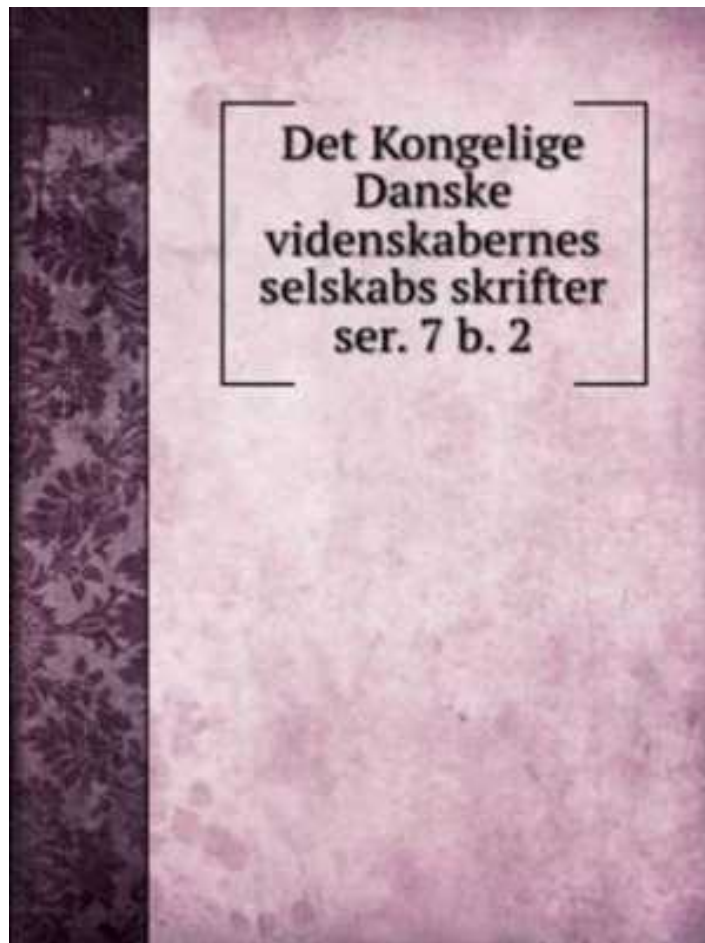 Det Kongelige
Danske
videnskabernes
selskabs skrifter
ser. 7 b. 2